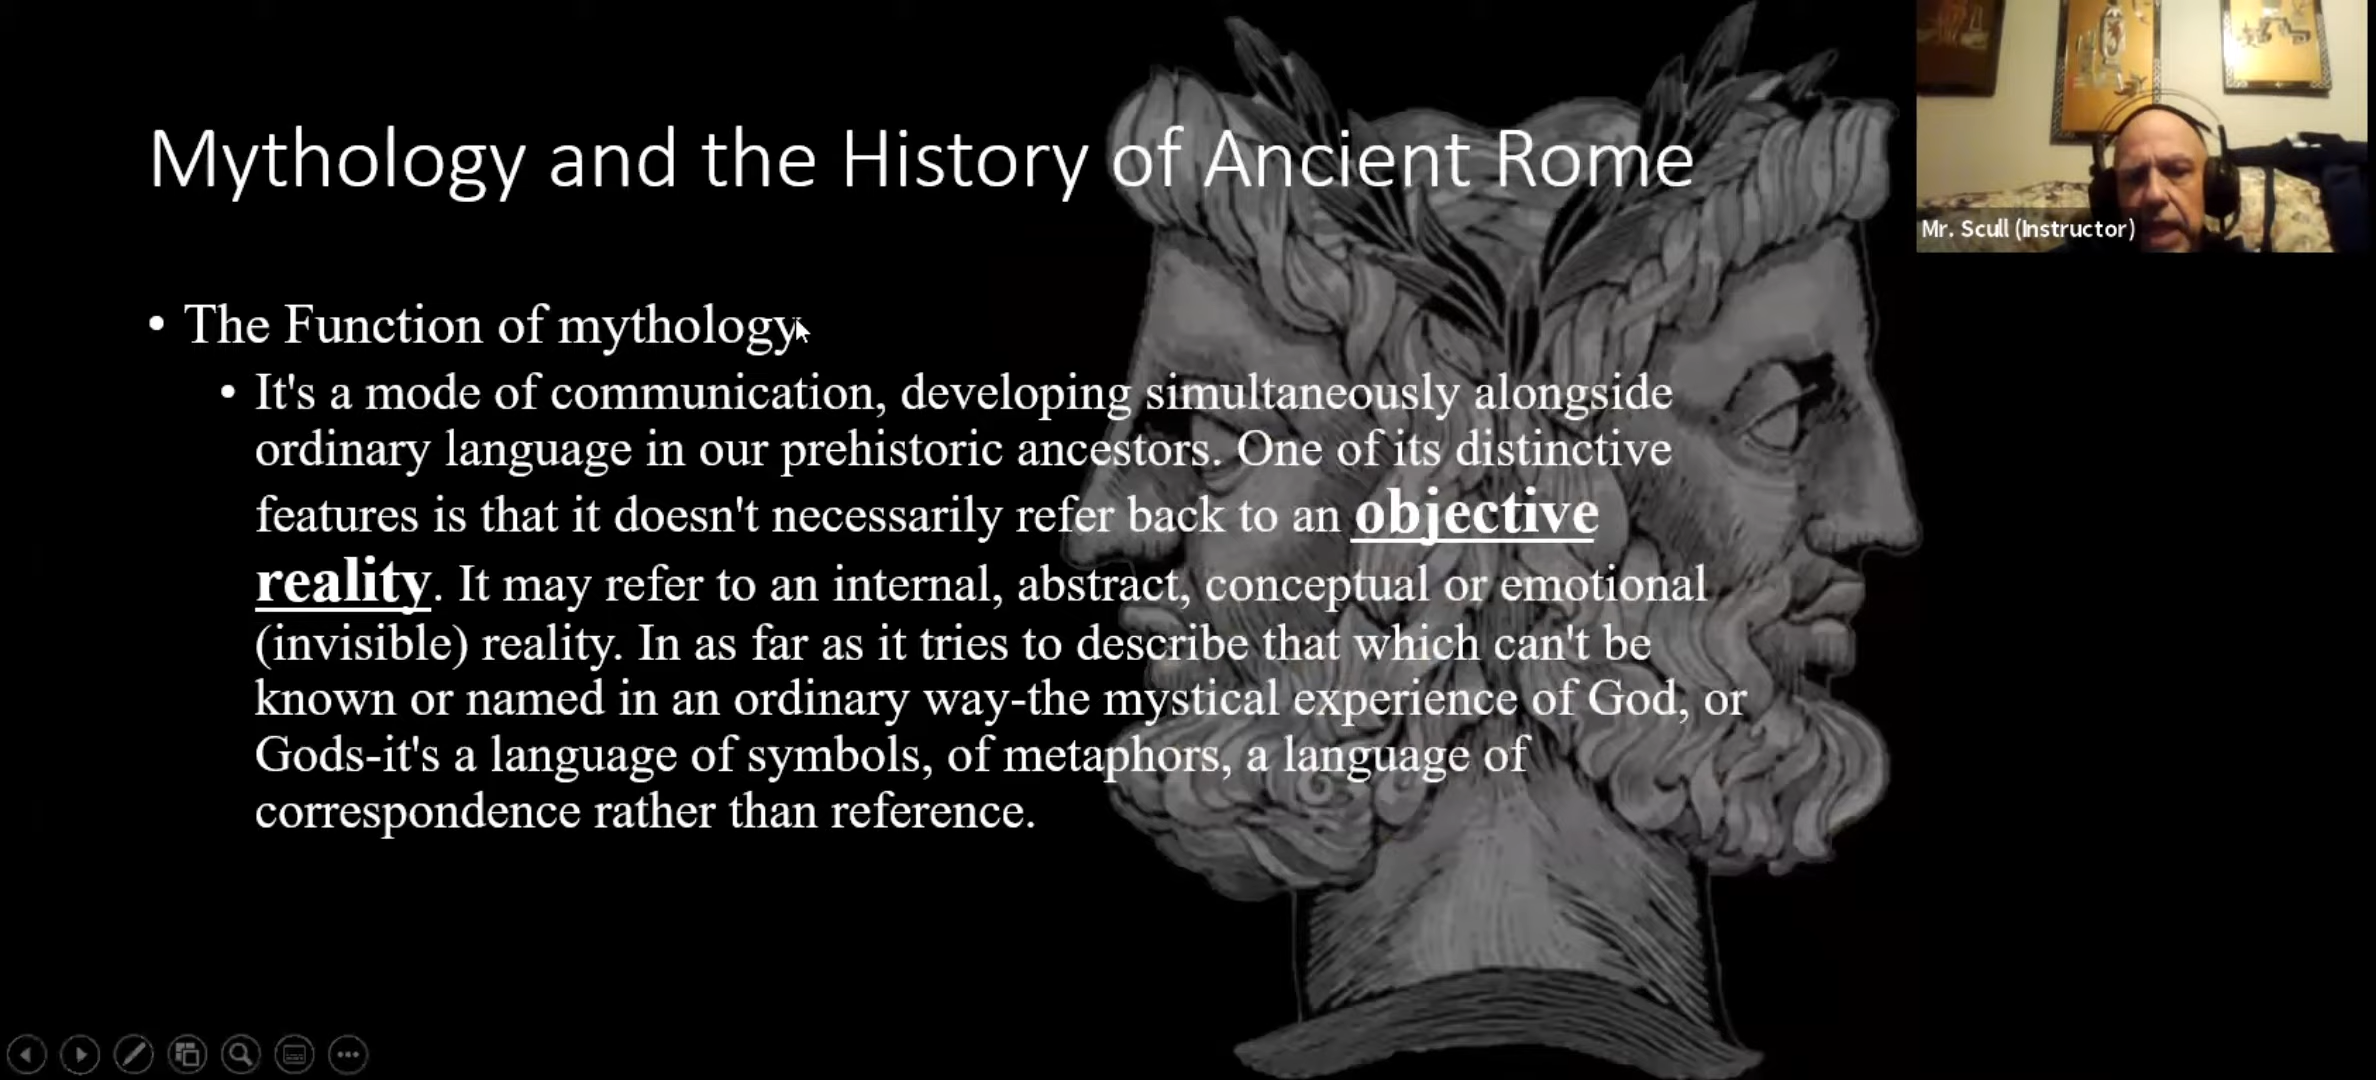 Mythology and the History of Ancient Rome
Mr. Scull (Instructor)
• The Function of mythology
• It's a mode of communication, developing simultaneously alongside
ordinary language in our prehistoric ancestors. One of its distinctive
features is that it doesn't necessarily refer back to an objective
reality. It may refer to an internal, abstract, conceptual or emotional
(invisible) reality. In as far as it tries to describe that which can't be
known or named in an ordinary way-the mystical experience of God, or
Gods-it's a language of symbols, of metaphors, a language of
correspondence rather than reference.